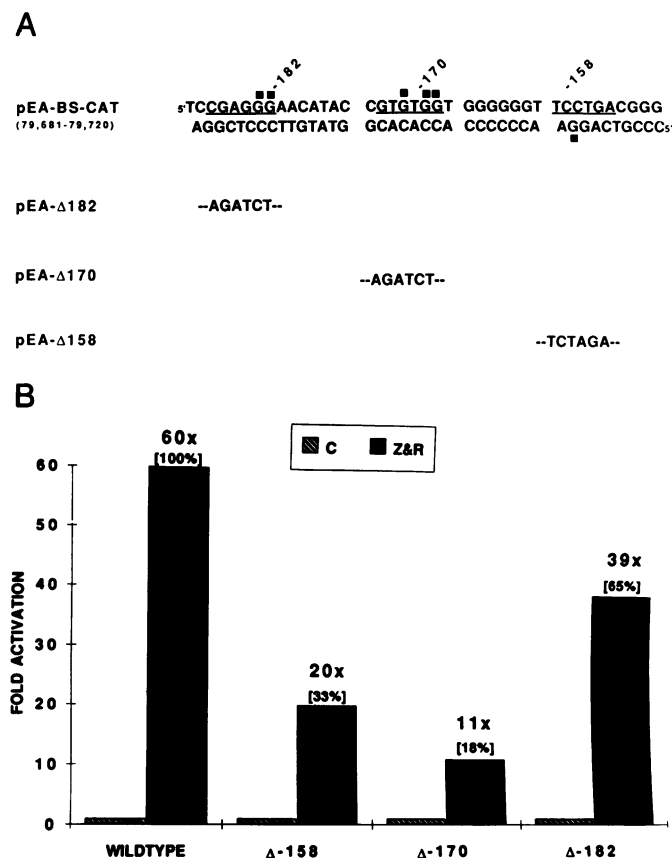 A
-182
-170
-158
pEA-BS-CAT 5'TCCGAGGGAACATAC CGTGTGGT GGGGGGT TCCTGACGGG
(79,681-79,720) AGGCTCCCTTGTATG GCACACCA CCCCCCA AGGACTGCCC5'
pEA-Δ182 --AGATCT--
pEA-Δ170 --AGATCT--
pEA-Δ158 --TCTAGA--
B
C Z&R
60x
[100%]
39x
[65%]
20x
[33%]
11x
[18%]
FOLD ACTIVATION
60
50
40
30
20
10
0
WILDTYPE Δ-158 Δ-170 Δ-182